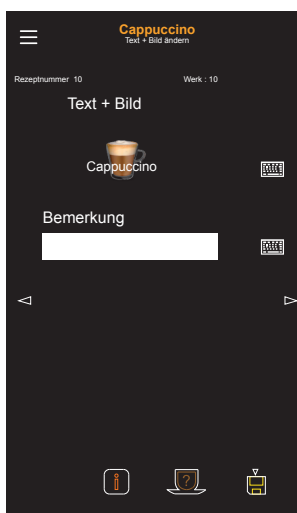 Cappuccino
Text + Bild ändern
Rezeptnummer 10 Werk : 10
Text + Bild
Cappuccino
Bemerkung
i
?